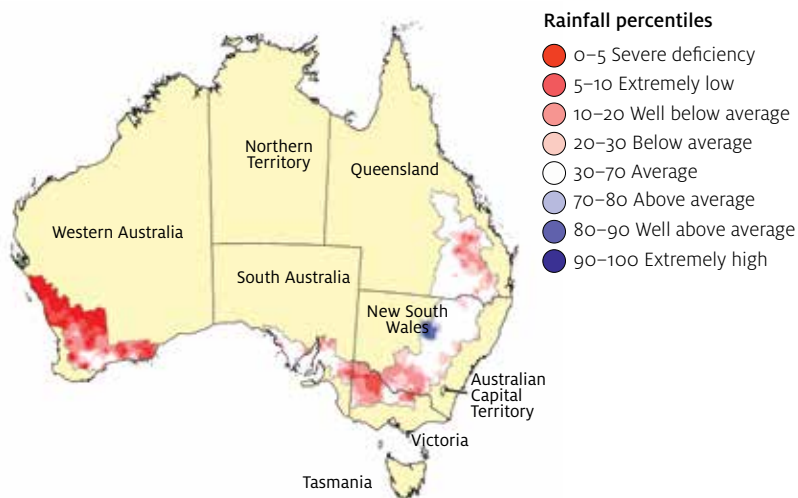 Rainfall percentiles
0–5 Severe deficiency
5–10 Extremely low
10–20 Well below average
20–30 Below average
30–70 Average
70–80 Above average
80–90 Well above average
90–100 Extremely high
Northern
Territory
Queensland
Western Australia
South Australia
New South
Wales
Australian
Capital
Territory
Victoria
Tasmania